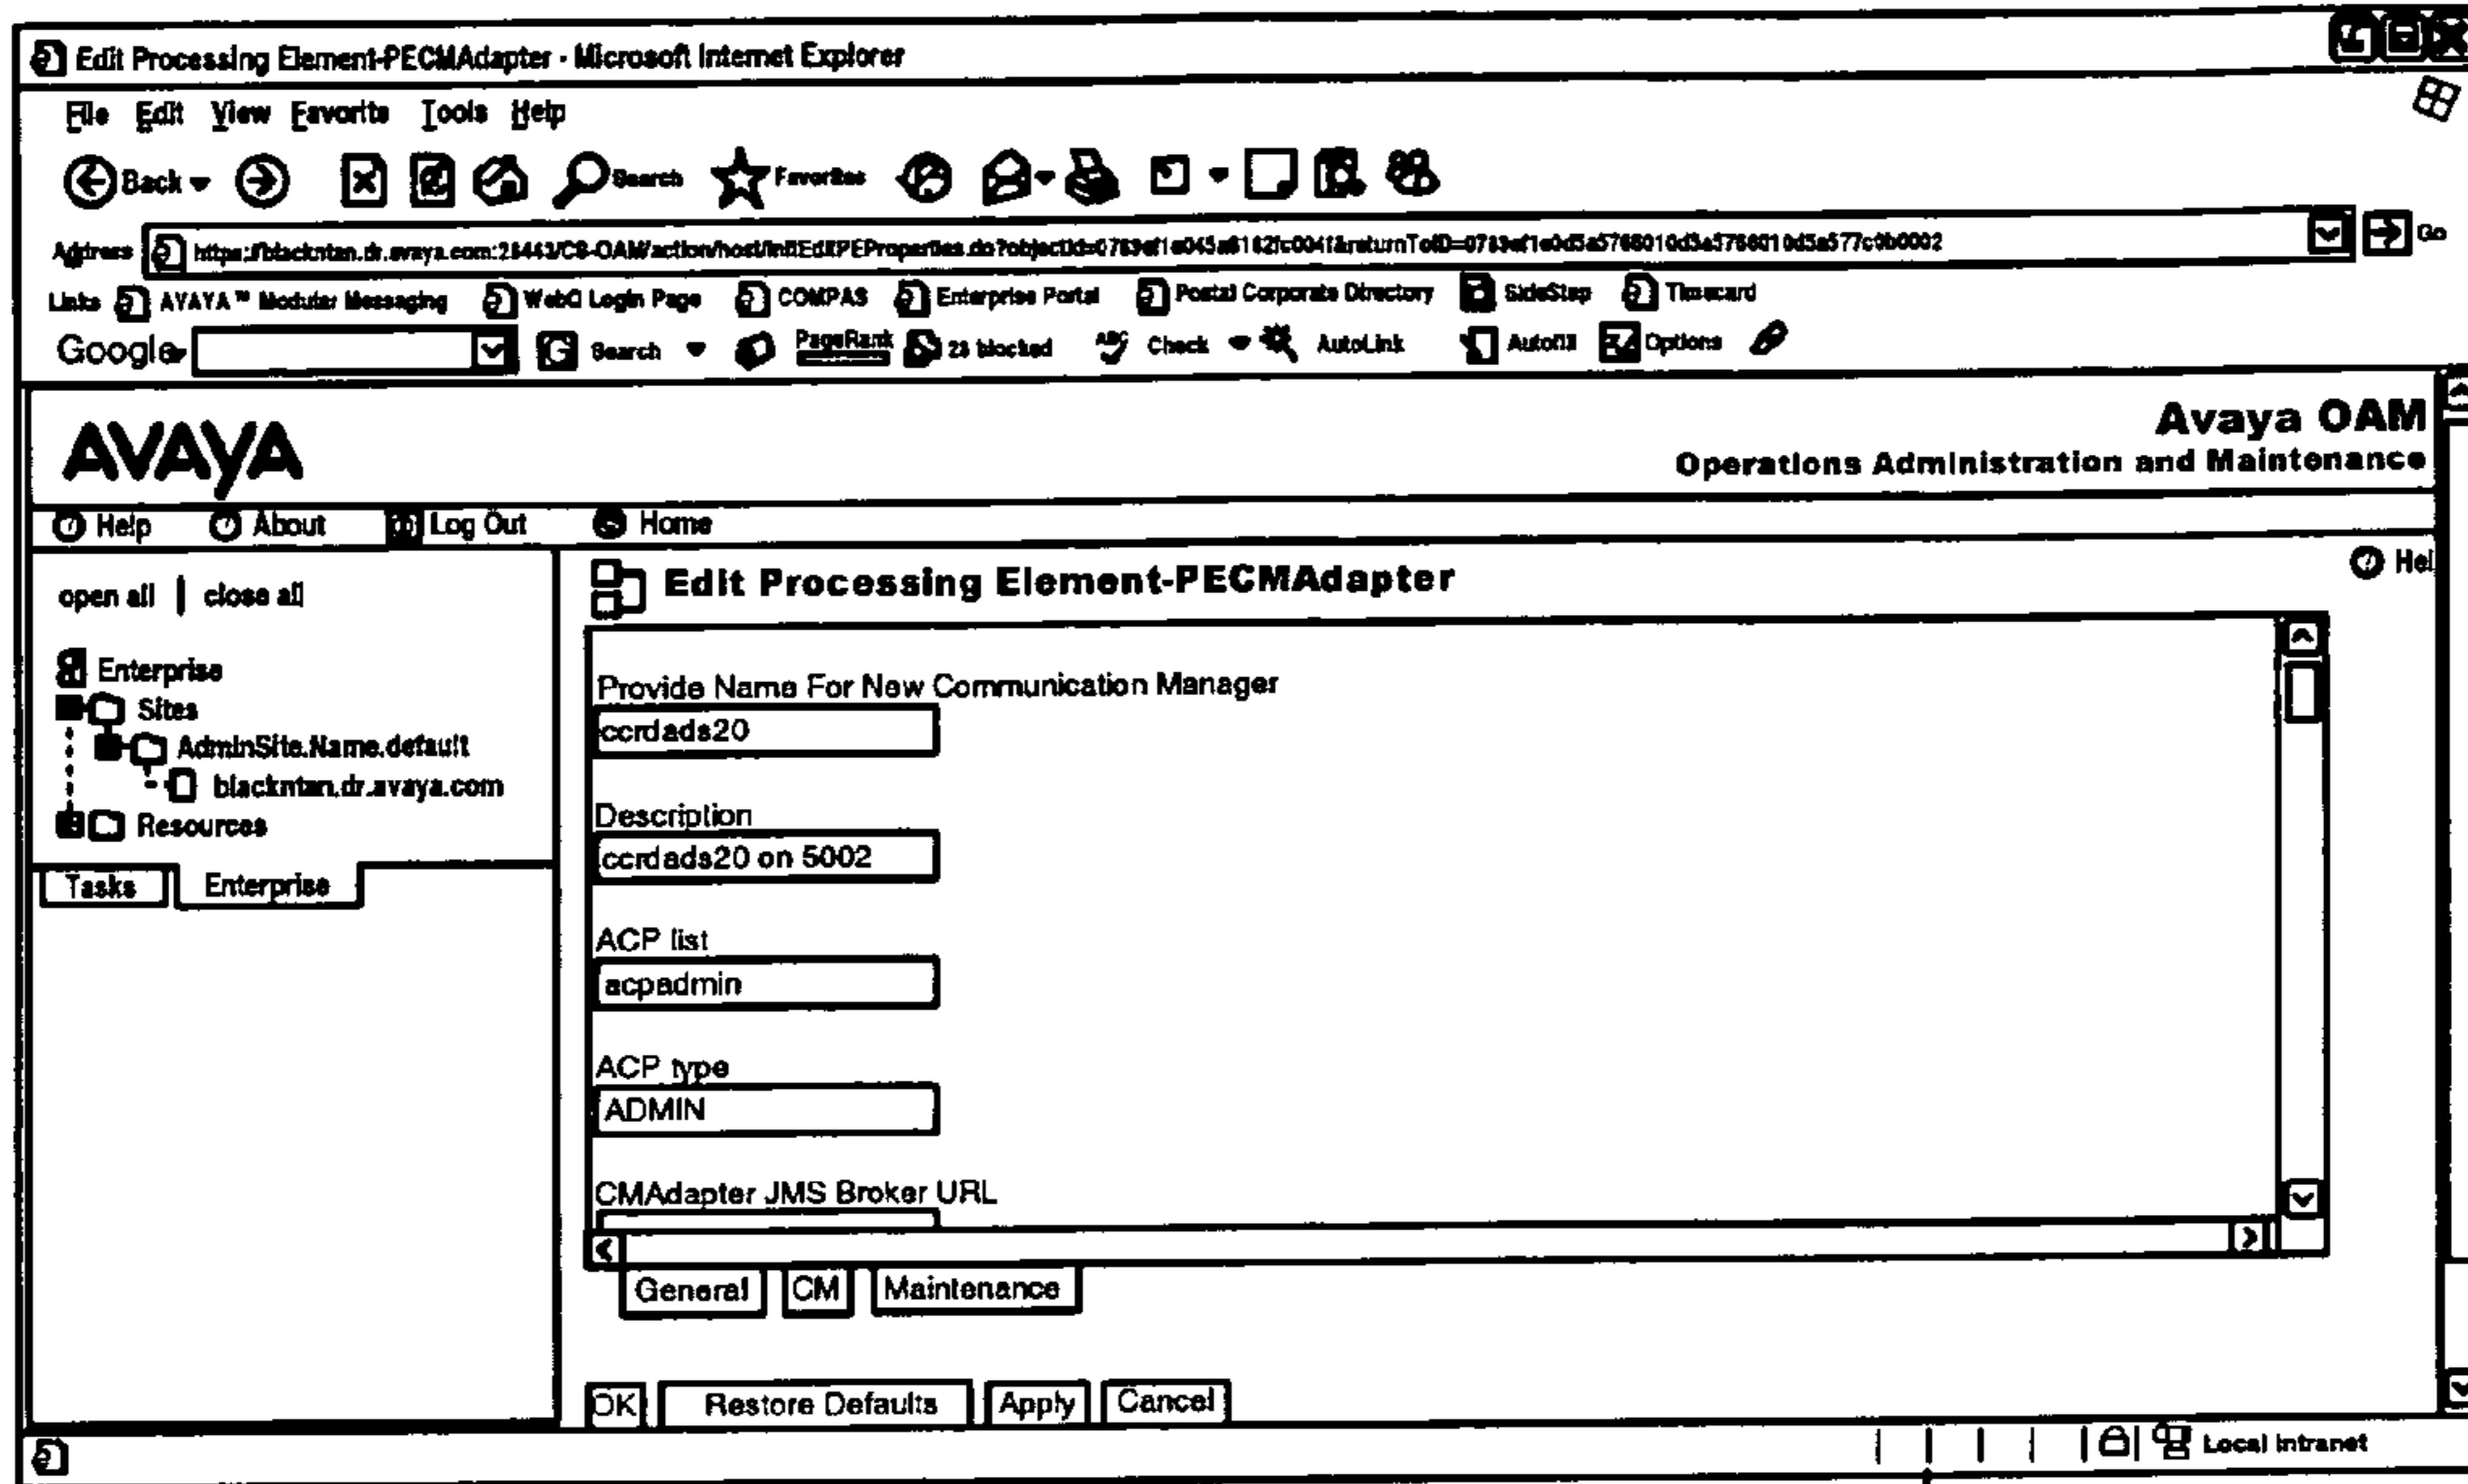 Edit Processing Element-PECMAdapter - Microsoft Internet Explorer
File Edit View Favorite Tools Help
Back Search Favorites
Address Go
Links AVAYA™ Modular Messaging WebQ Login Page COMPAS Enterprise Portal Postal Corporate Directory SideStep Timecard
Google Search PageRank 23 blocked ABC Check AutoLink Autofill Options
AVAYA
Avaya OAM
Operations Administration and Maintenance
Help About Log Out Home
Edit Processing Element-PECMAdapter
Hel
open all | close all
Enterprise
Sites
AdminSite.Name.default
blackntan.dr.avaya.com
Resources
Tasks Enterprise
Provide Name For New Communication Manager
ccrdads20
Description
ccrdads20 on 5002
ACP list
acpadmin
ACP type
ADMIN
CMAdapter JMS Broker URL
General CM Maintenance
OK Restore Defaults Apply Cancel
Local intranet